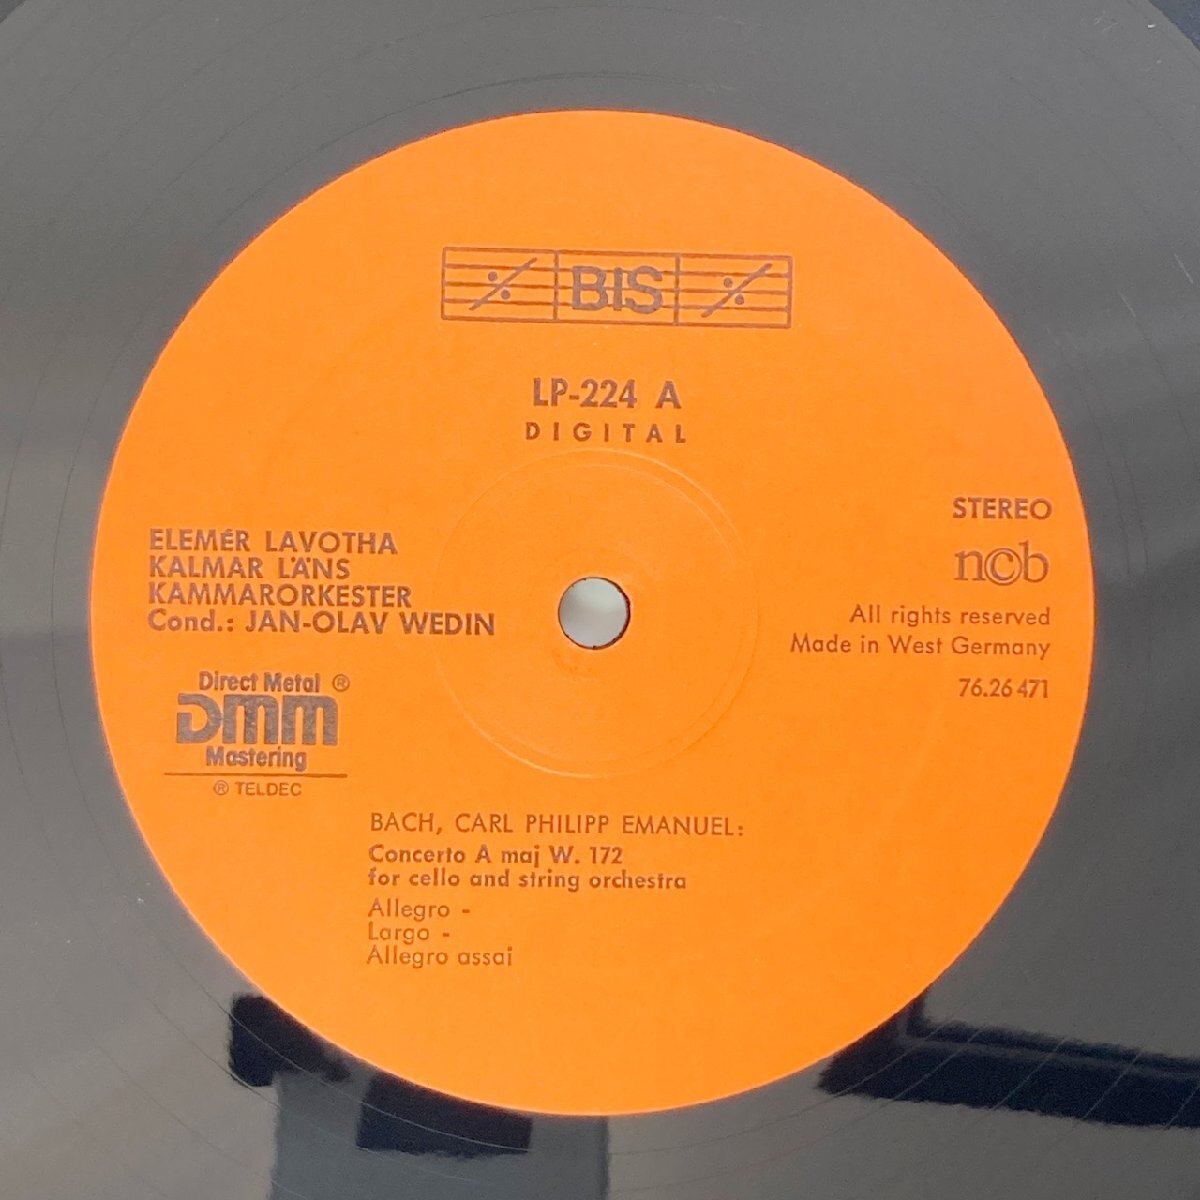 BIS
LP-224 A
DIGITAL
STEREO
ncb
All rights reserved
Made in West Germany
76.26 471
ELEMÉR LAVOTHA
KALMAR LÄNS
KAMMARORKESTER
Cond.: JAN-OLAV WEDIN
Direct Metal ®
DMM
Mastering
® TELDEC
BACH, CARL PHILIPP EMANUEL:
Concerto A maj W. 172
for cello and string orchestra
Allegro -
Largo -
Allegro assai